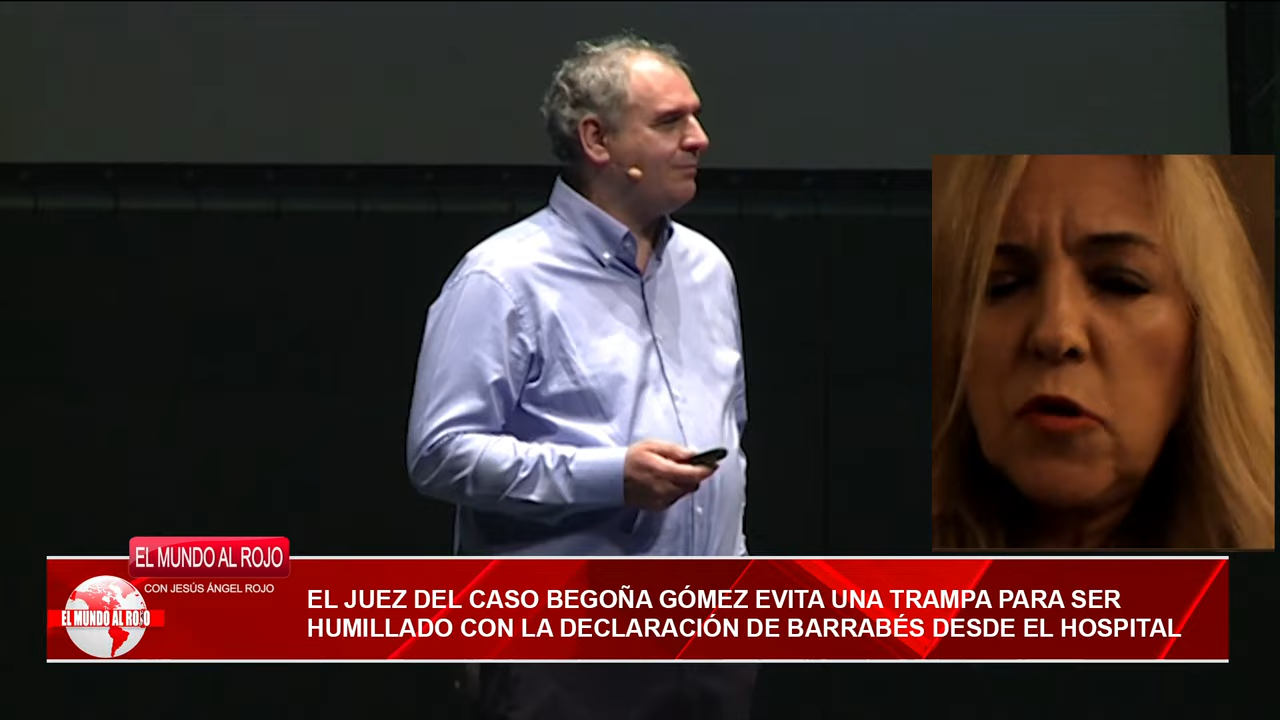 EL MUNDO AL ROJO
CON JESÚS ÁNGEL ROJO
EL MUNDO AL ROJO
EL JUEZ DEL CASO BEGOÑA GÓMEZ EVITA UNA TRAMPA PARA SER
HUMILLADO CON LA DECLARACIÓN DE BARRABÉS DESDE EL HOSPITAL